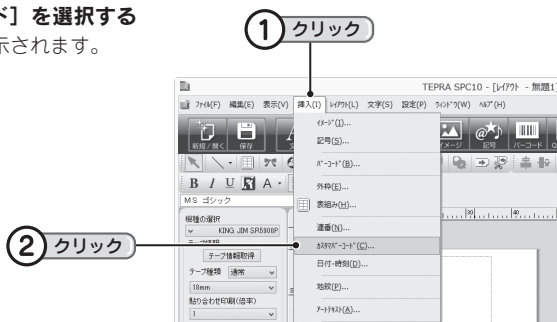 ド］を選択する
示されます。
① クリック
TEPRA SPC10 - [ﾚｲｱｳﾄ - 無題1]
ﾌｧｲﾙ(F) 編集(E) 表示(V) 挿入(I) ﾚｲｱｳﾄ(L) 文字(S) 設定(P) ｳｨﾝﾄﾞｳ(W) ﾍﾙﾌﾟ(H)
新規/開く 保存 イメージ 記号 バーコード
B I U A
MS ゴシック
ｲﾒｰｼﾞ(I)...
記号(S)...
ﾊﾞｰｺｰﾄﾞ(B)...
外枠(E)...
表組み(H)...
連番(N)...
② クリック
ｶｽﾀﾏﾊﾞｰｺｰﾄﾞ(C)...
日付・時刻(D)...
地紋(P)...
ｱｰﾄﾃｷｽﾄ(A)...
30 40
機種の選択
KING JIM SR5900P
テープ情報取得
テープ種類 通常
18mm
貼り合わせ印刷(倍率)
1